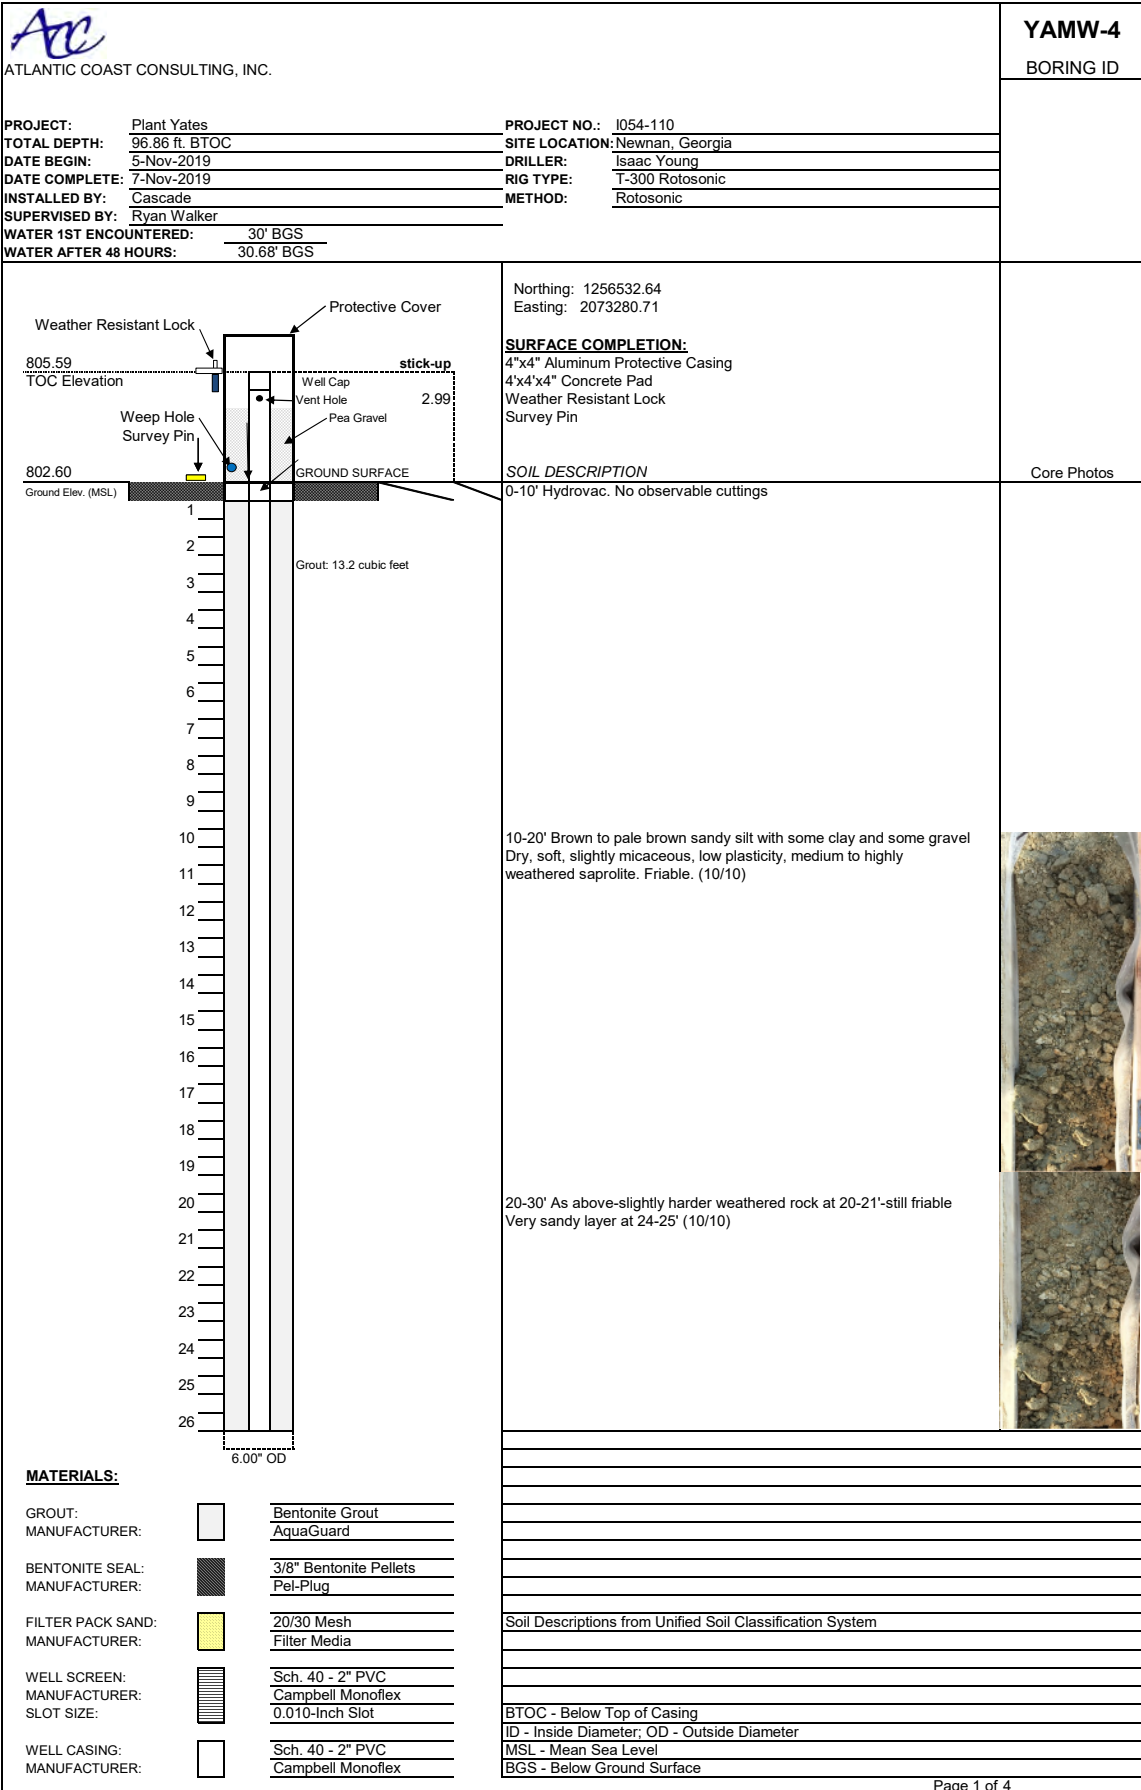 ATC
ATLANTIC COAST CONSULTING, INC.
YAMW-4
BORING ID
PROJECT: Plant Yates
TOTAL DEPTH: 96.86 ft. BTOC
DATE BEGIN: 5-Nov-2019
DATE COMPLETE: 7-Nov-2019
INSTALLED BY: Cascade
SUPERVISED BY: Ryan Walker
WATER 1ST ENCOUNTERED: 30' BGS
WATER AFTER 48 HOURS: 30.68' BGS
PROJECT NO.: I054-110
SITE LOCATION: Newnan, Georgia
DRILLER: Isaac Young
RIG TYPE: T-300 Rotosonic
METHOD: Rotosonic
Protective Cover
Weather Resistant Lock
805.59
stick-up
TOC Elevation
Well Cap
Vent Hole
2.99
Weep Hole
Pea Gravel
Survey Pin
802.60
GROUND SURFACE
Ground Elev. (MSL)
1
2
Grout: 13.2 cubic feet
3
4
5
6
7
8
9
10
11
12
13
14
15
16
17
18
19
20
21
22
23
24
25
26
6.00" OD
Northing: 1256532.64
Easting: 2073280.71
SURFACE COMPLETION:
4"x4" Aluminum Protective Casing
4'x4'x4" Concrete Pad
Weather Resistant Lock
Survey Pin
SOIL DESCRIPTION
Core Photos
0-10' Hydrovac. No observable cuttings
10-20' Brown to pale brown sandy silt with some clay and some gravel
Dry, soft, slightly micaceous, low plasticity, medium to highly
weathered saprolite. Friable. (10/10)
20-30' As above-slightly harder weathered rock at 20-21'-still friable
Very sandy layer at 24-25' (10/10)
MATERIALS:
GROUT: Bentonite Grout
MANUFACTURER: AquaGuard
BENTONITE SEAL: 3/8" Bentonite Pellets
MANUFACTURER: Pel-Plug
FILTER PACK SAND: 20/30 Mesh
MANUFACTURER: Filter Media
WELL SCREEN: Sch. 40 - 2" PVC
MANUFACTURER: Campbell Monoflex
SLOT SIZE: 0.010-Inch Slot
WELL CASING: Sch. 40 - 2" PVC
MANUFACTURER: Campbell Monoflex
Soil Descriptions from Unified Soil Classification System
BTOC - Below Top of Casing
ID - Inside Diameter; OD - Outside Diameter
MSL - Mean Sea Level
BGS - Below Ground Surface
Page 1 of 4